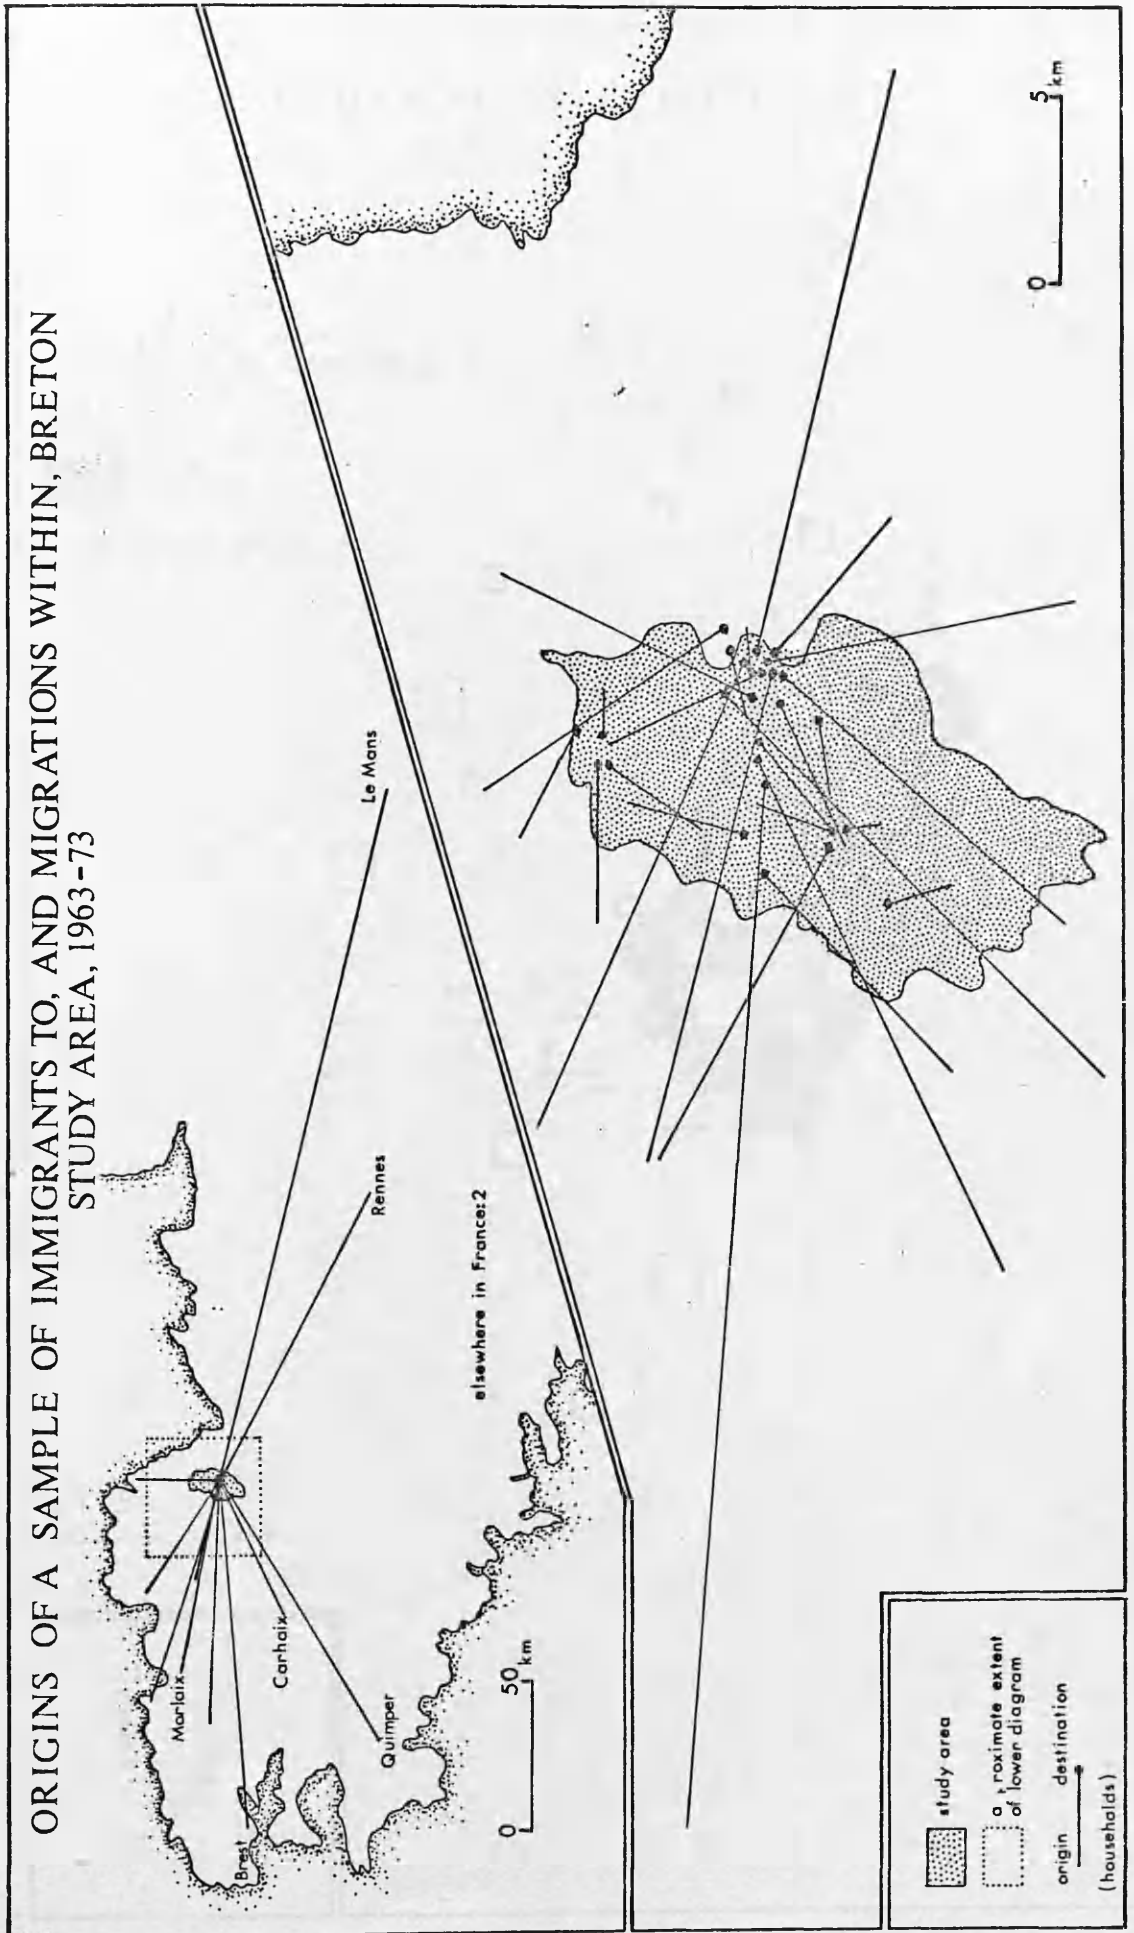 ORIGINS OF A SAMPLE OF IMMIGRANTS TO, AND MIGRATIONS WITHIN, BRETON
STUDY AREA, 1963-73
Morlaix
Brest
Carhaix
Quimper
Rennes
Le Mans
elsewhere in France: 2
0 50 km
0 5 km
study area
roximate extent
of lower diagram
origin destination
(households)